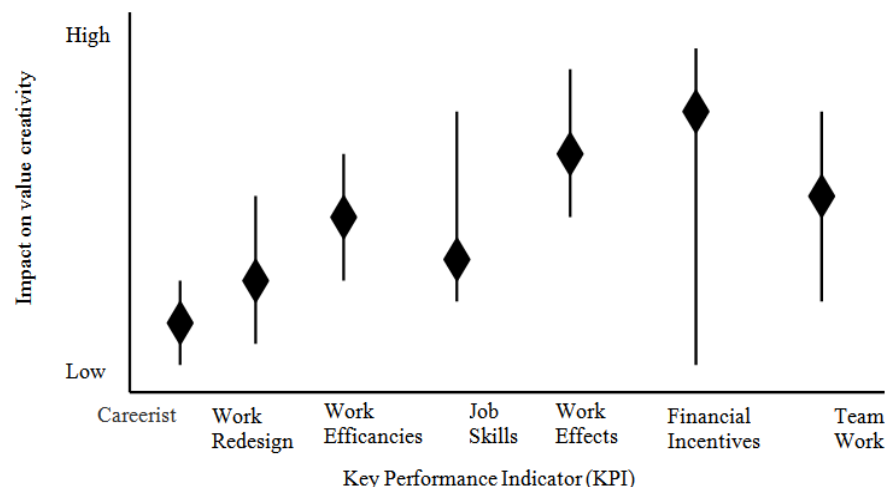 High
Impact on value creativity
Low
Careerist
Work
Redesign
Work
Efficancies
Job
Skills
Work
Effects
Financial
Incentives
Team
Work
Key Performance Indicator (KPI)